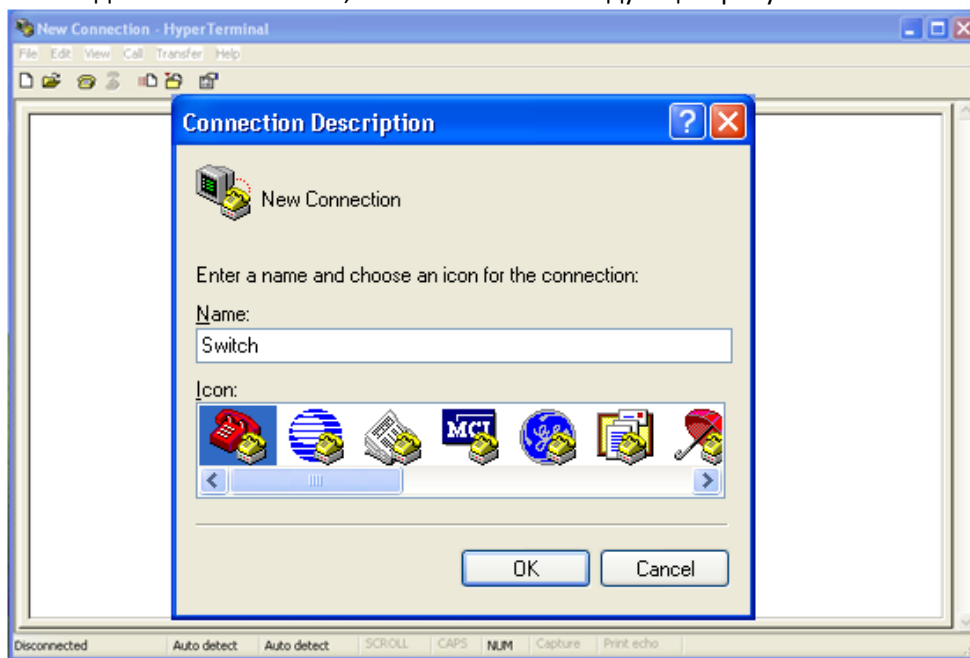 New Connection - HyperTerminal
File Edit View Call Transfer Help
Connection Description
New Connection
Enter a name and choose an icon for the connection:
Name:
Switch
Icon:
MCI
OK Cancel
Disconnected Auto detect Auto detect SCROLL CAPS NUM Capture Print echo